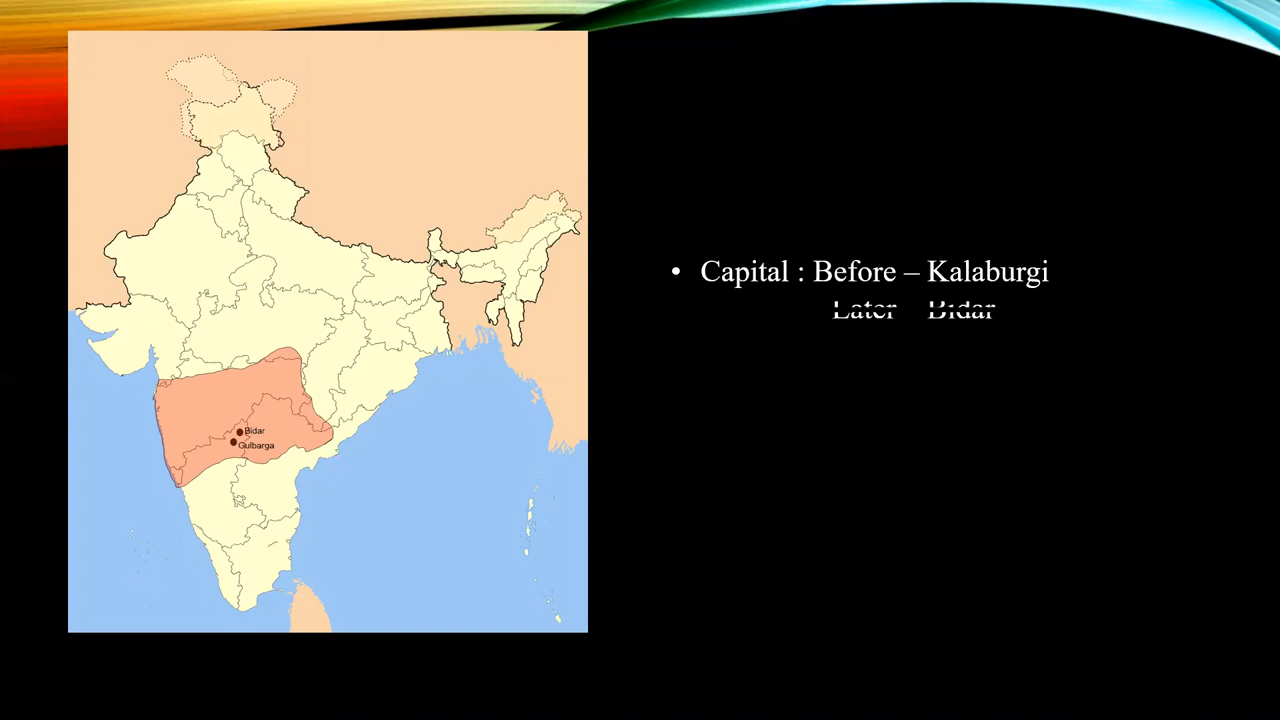 Bidar
Gulbarga
• Capital : Before – Kalaburgi
Later Bidar